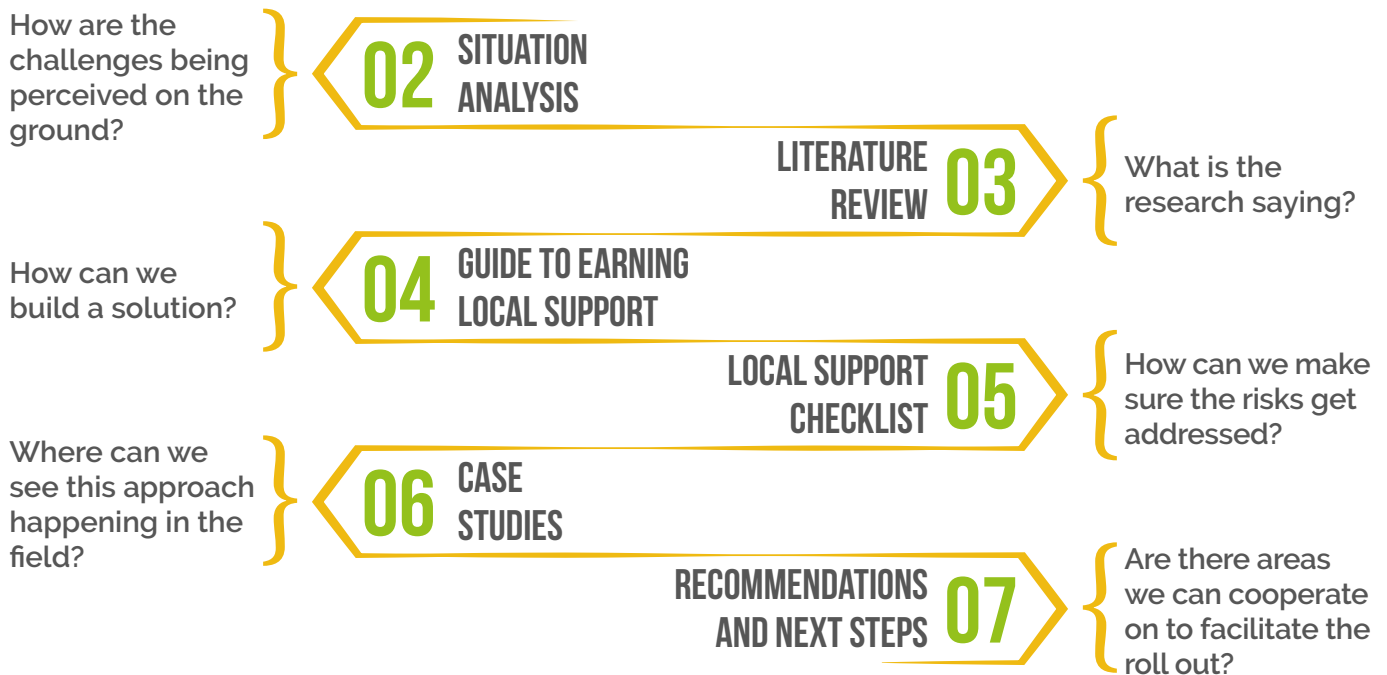 How are the
challenges being
perceived on the
ground?
02
SITUATION
ANALYSIS
LITERATURE
REVIEW
03
What is the
research saying?
How can we
build a solution?
04
GUIDE TO EARNING
LOCAL SUPPORT
LOCAL SUPPORT
CHECKLIST
05
How can we make
sure the risks get
addressed?
Where can we
see this approach
happening in the
field?
06
CASE
STUDIES
RECOMMENDATIONS
AND NEXT STEPS
07
Are there areas
we can cooperate
on to facilitate the
roll out?